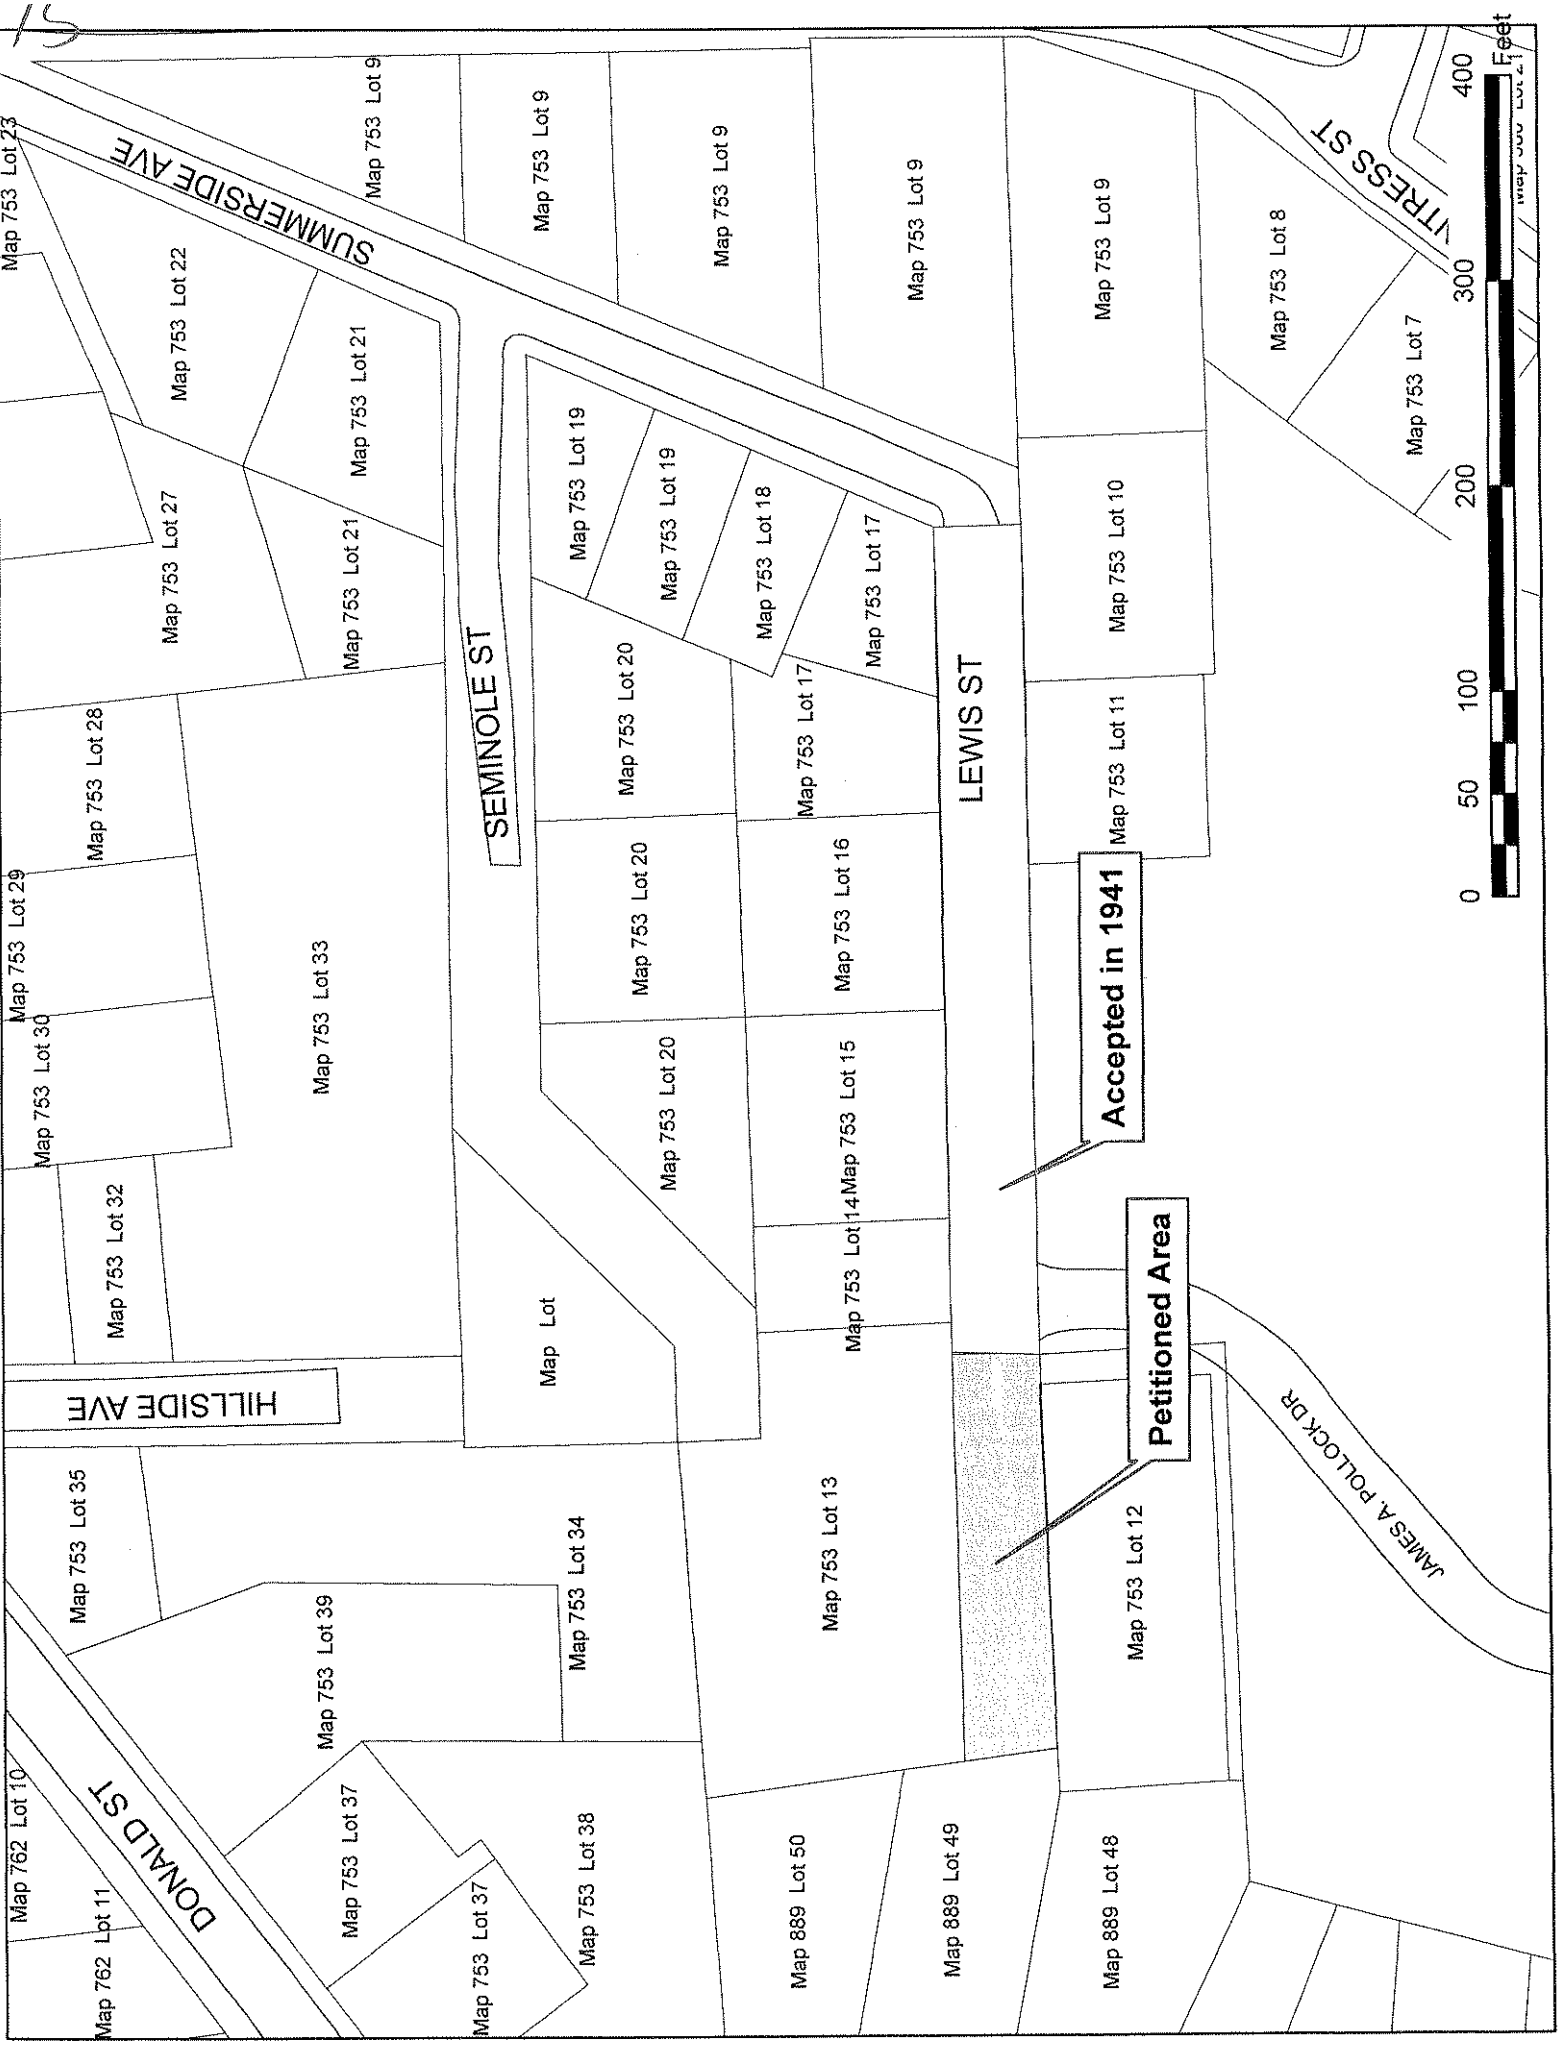 Map 762 Lot 11
Map 762 Lot 10
DONALD ST
Map 753 Lot 35
HILLSIDE AVE
Map 753 Lot 32
Map 753 Lot 30
Map 753 Lot 29
Map 753 Lot 28
Map 753 Lot 27
Map 753 Lot 22
Map 753 Lot 23
SUMMERSIDE AVE
Map 753 Lot 37
Map 753 Lot 39
Map 753 Lot 33
Map 753 Lot 21
Map 753 Lot 21
Map 753 Lot 9
Map 753 Lot 37
Map 753 Lot 38
Map 753 Lot 34
Map Lot
SEMINOLE ST
Map 753 Lot 19
Map 753 Lot 9
Map 753 Lot 20
Map 753 Lot 20
Map 753 Lot 20
Map 753 Lot 19
Map 753 Lot 9
Map 889 Lot 50
Map 753 Lot 13
Map 753 Lot 14
Map 753 Lot 15
Map 753 Lot 16
Map 753 Lot 17
Map 753 Lot 18
Map 753 Lot 17
Map 753 Lot 9
Map 889 Lot 49
LEWIS ST
Map 889 Lot 48
Map 753 Lot 12
Petitioned Area
Accepted in 1941
Map 753 Lot 11
Map 753 Lot 10
Map 753 Lot 9
Map 753 Lot 8
Map 753 Lot 7
NTRESS ST
JAMES A. POLLOCK DR
0 50 100 200 300 400
Feet